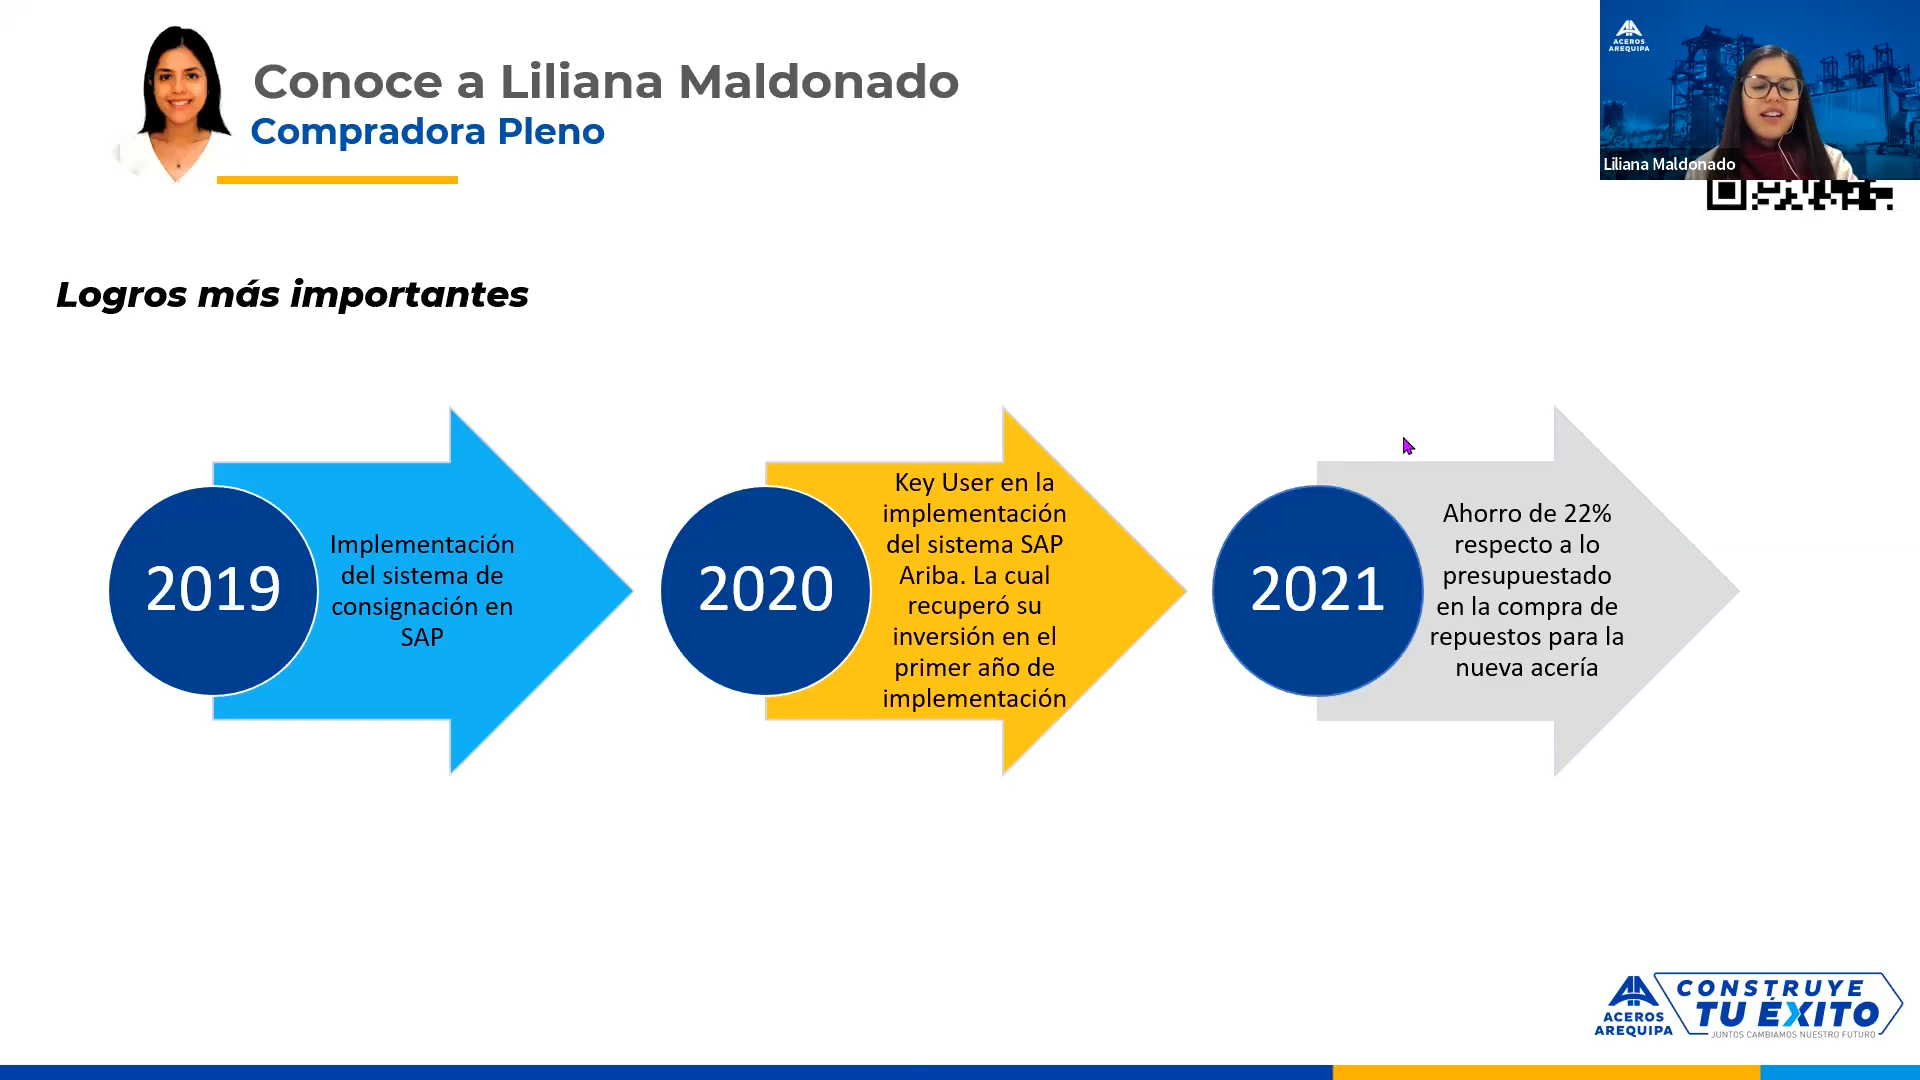 Conoce a Liliana Maldonado
Compradora Pleno
ACEROS
AREQUIPA
Liliana Maldonado
Logros más importantes
2019
Implementación
del sistema de
consignación en
SAP
2020
Key User en la
implementación
del sistema SAP
Ariba. La cual
recuperó su
inversión en el
primer año de
implementación
2021
Ahorro de 22%
respecto a lo
presupuestado
en la compra de
repuestos para la
nueva acería
ACEROS
AREQUIPA
CONSTRUYE
TU ÉXITO
JUNTOS CAMBIAMOS NUESTRO FUTURO